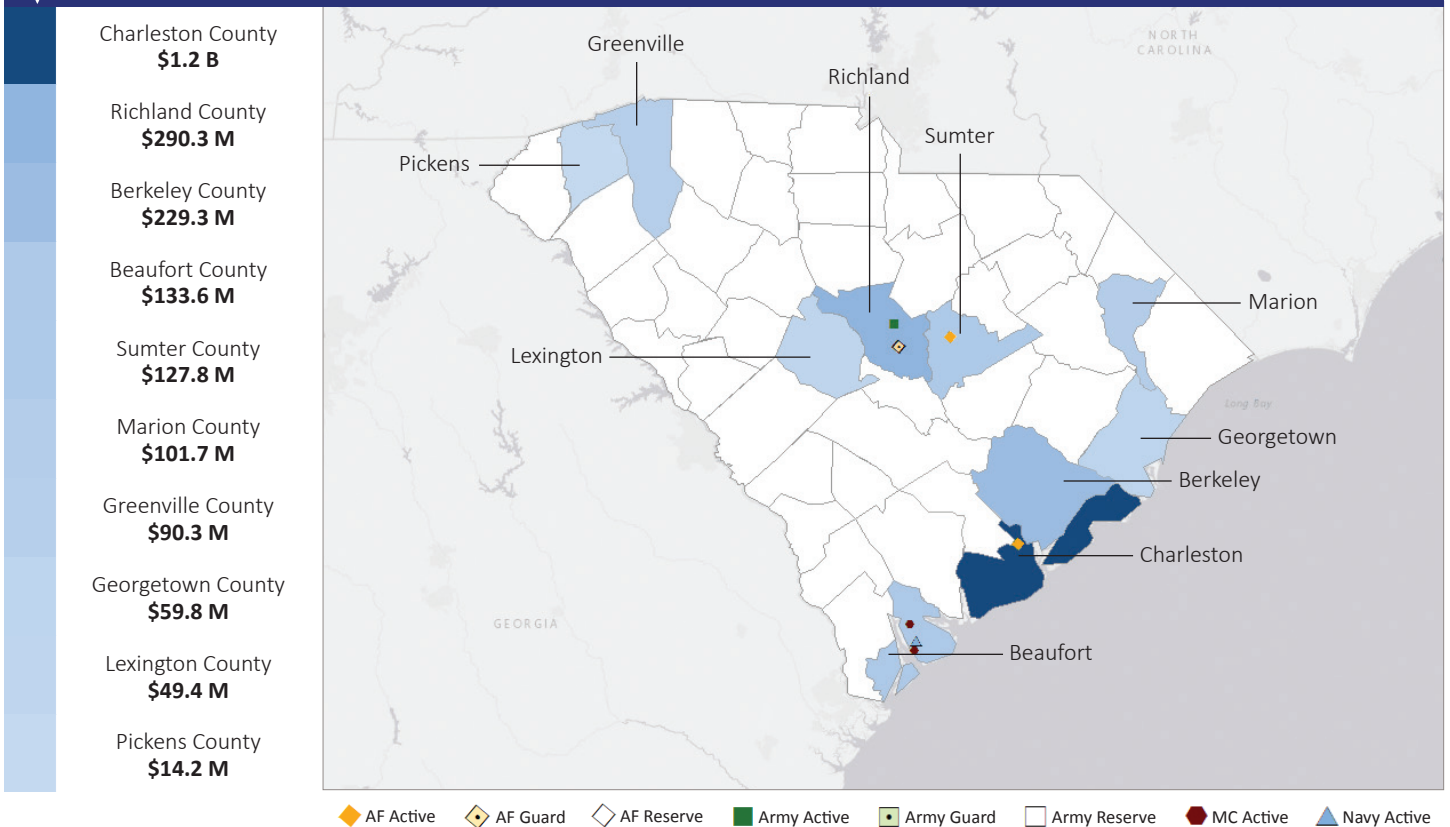 Charleston County
$1.2 B
Richland County
$290.3 M
Berkeley County
$229.3 M
Beaufort County
$133.6 M
Sumter County
$127.8 M
Marion County
$101.7 M
Greenville County
$90.3 M
Georgetown County
$59.8 M
Lexington County
$49.4 M
Pickens County
$14.2 M
NORTH
CAROLINA
Greenville
Richland
Sumter
Pickens
Marion
Lexington
Long Bay
Georgetown
Berkeley
Charleston
GEORGIA
Beaufort
AF Active
AF Guard
AF Reserve
Army Active
Army Guard
Army Reserve
MC Active
Navy Active